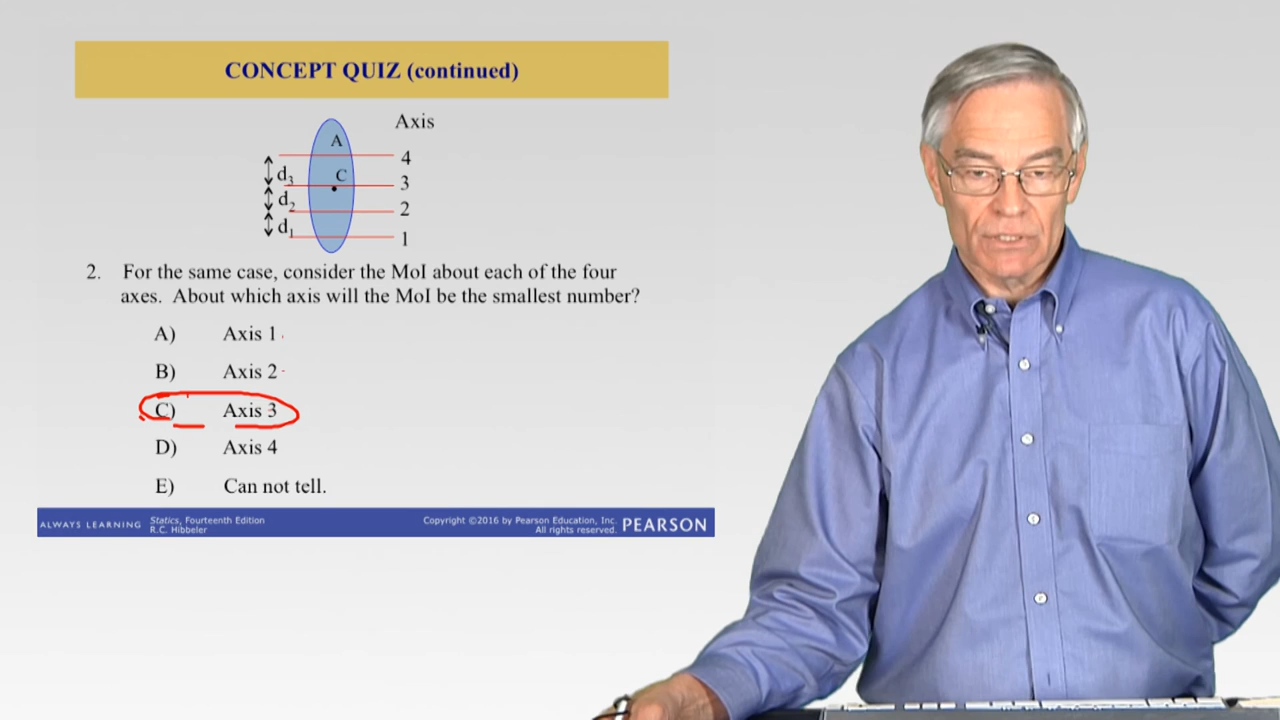 CONCEPT QUIZ (continued)
Axis
A
4
d3
C
3
d2
2
d1
1
2. For the same case, consider the MoI about each of the four
axes. About which axis will the MoI be the smallest number?
A) Axis 1
B) Axis 2
C) Axis 3
D) Axis 4
E) Can not tell.
ALWAYS LEARNING
Statics, Fourteenth Edition
R.C. Hibbeler
Copyright ©2016 by Pearson Education, Inc.
All rights reserved.
PEARSON